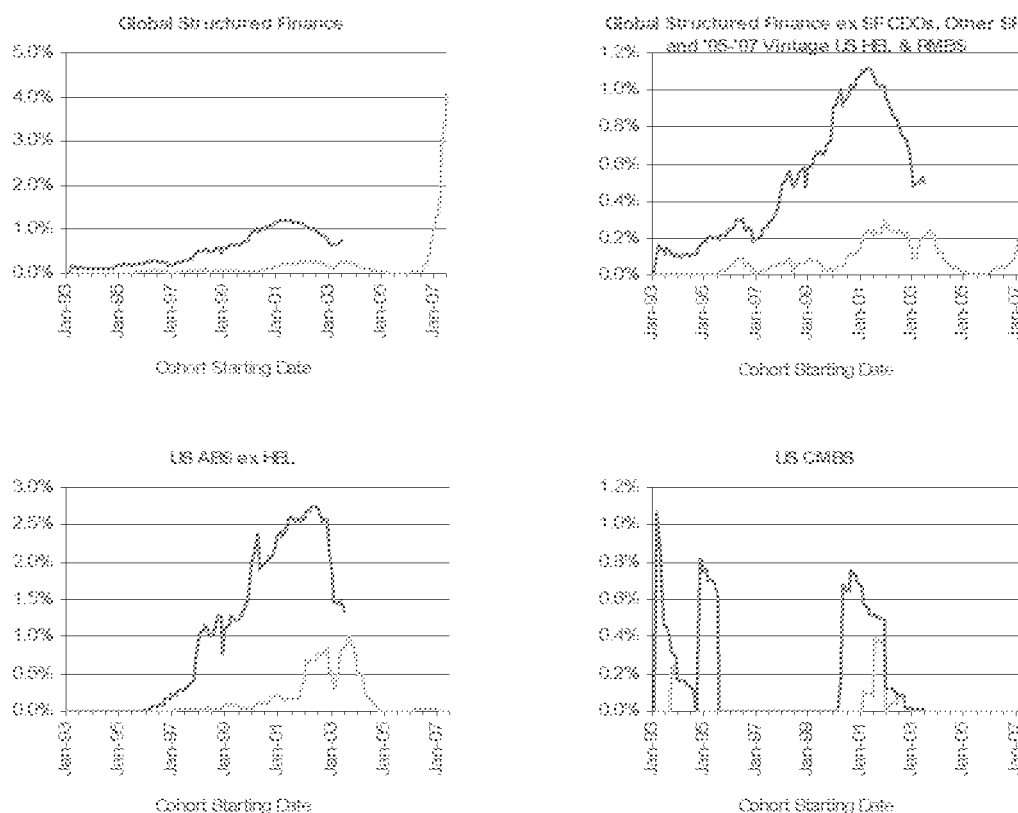 Global Structured Finance
5.0%
4.0%
3.0%
2.0%
1.0%
0.0%
Jan-93
Jan-95
Jan-97
Jan-99
Jan-01
Jan-03
Jan-05
Jan-07
Cohort Starting Date
Global Structured Finance ex SF CDOs, Other SF
and '05-'07 Vintage US HEL & RMBS
1.2%
1.0%
0.8%
0.6%
0.4%
0.2%
0.0%
Jan-93
Jan-95
Jan-97
Jan-99
Jan-01
Jan-03
Jan-05
Jan-07
Cohort Starting Date
US ABS ex HEL
3.0%
2.5%
2.0%
1.5%
1.0%
0.5%
0.0%
Jan-93
Jan-95
Jan-97
Jan-99
Jan-01
Jan-03
Jan-05
Jan-07
Cohort Starting Date
US CMBS
1.2%
1.0%
0.8%
0.6%
0.4%
0.2%
0.0%
Jan-93
Jan-95
Jan-97
Jan-99
Jan-01
Jan-03
Jan-05
Jan-07
Cohort Starting Date